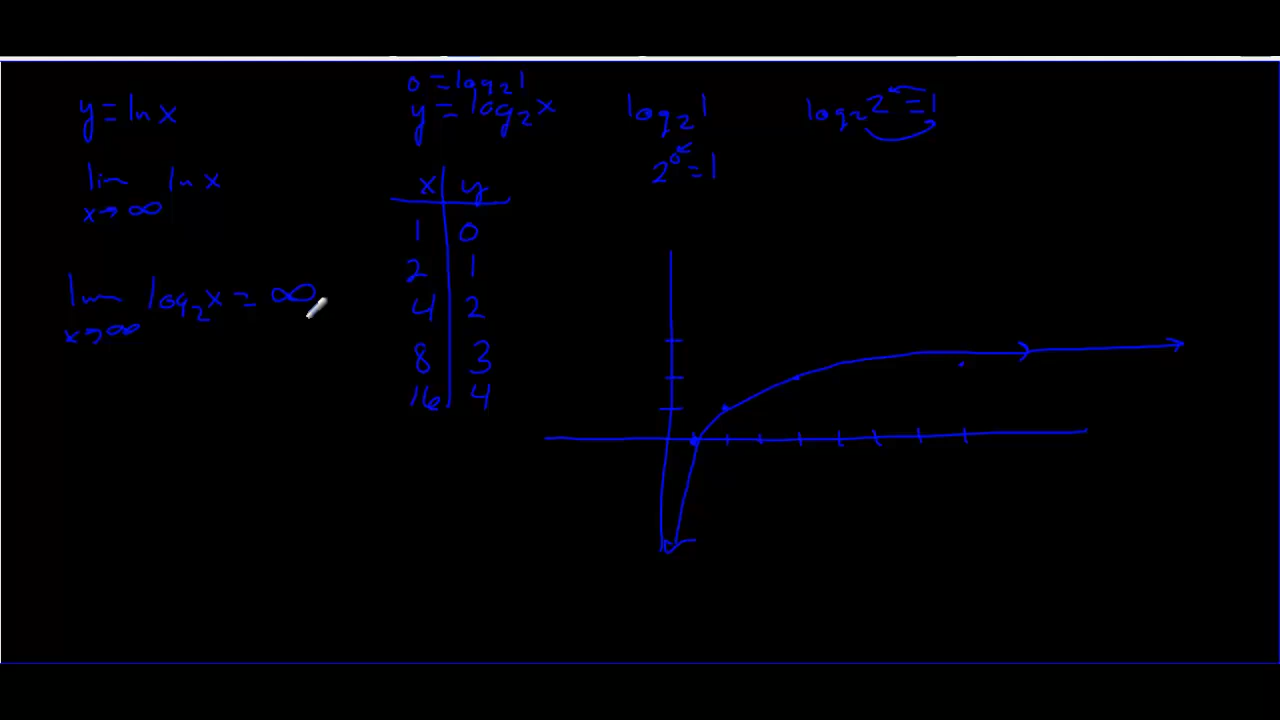 y = ln x
lim ln x
x → ∞
lim log₂x = ∞
x → ∞
0 = log₂1
y = log₂x
x y
1 0
2 1
4 2
8 3
16 4
log₂1
2⁰ = 1
log₂2 = 1